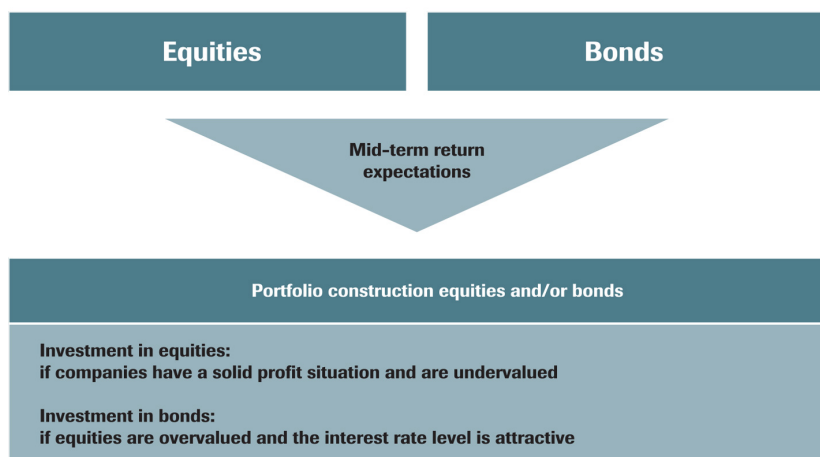 Equities
Bonds
Mid-term return
expectations
Portfolio construction equities and/or bonds
Investment in equities:
if companies have a solid profit situation and are undervalued
Investment in bonds:
if equities are overvalued and the interest rate level is attractive